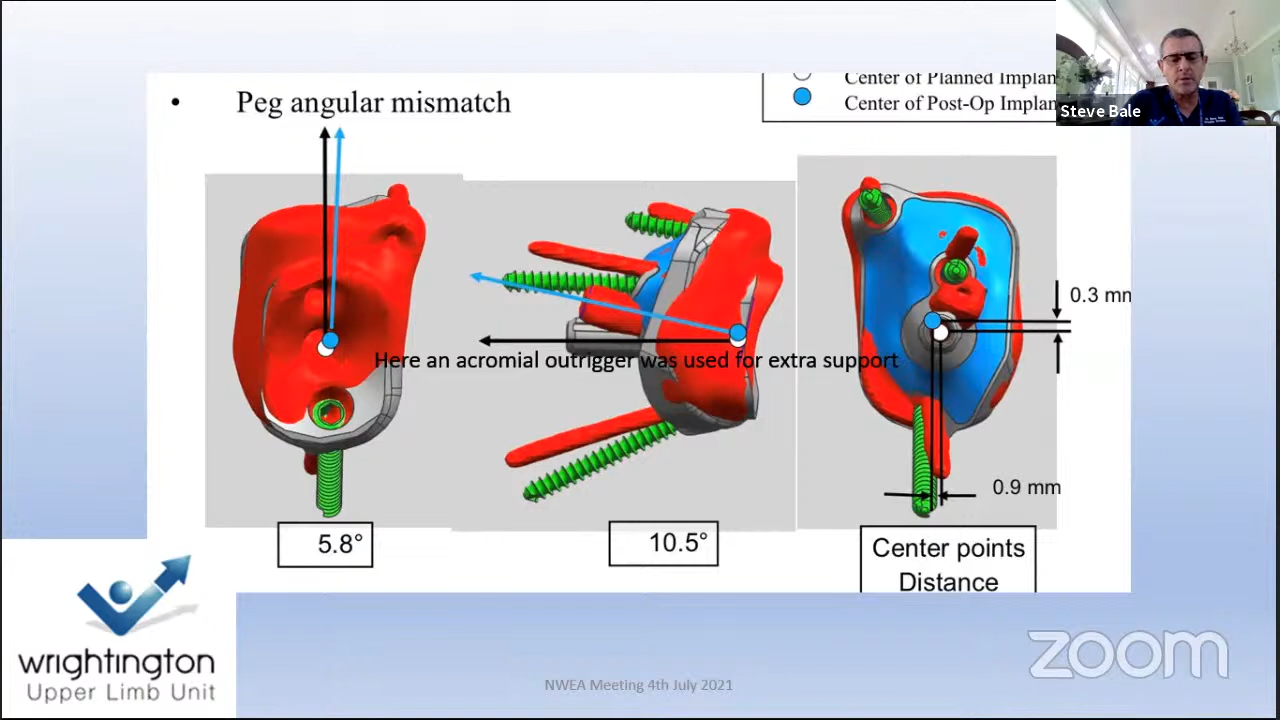 Center of Planned Implan
Center of Post-Op Implan
Steve Bale
• Peg angular mismatch
0.3 mm
Here an acromial outrigger was used for extra support
0.9 mm
5.8°
10.5°
Center points
Distance
wrightington
Upper Limb Unit
NWEA Meeting 4th July 2021
zoom